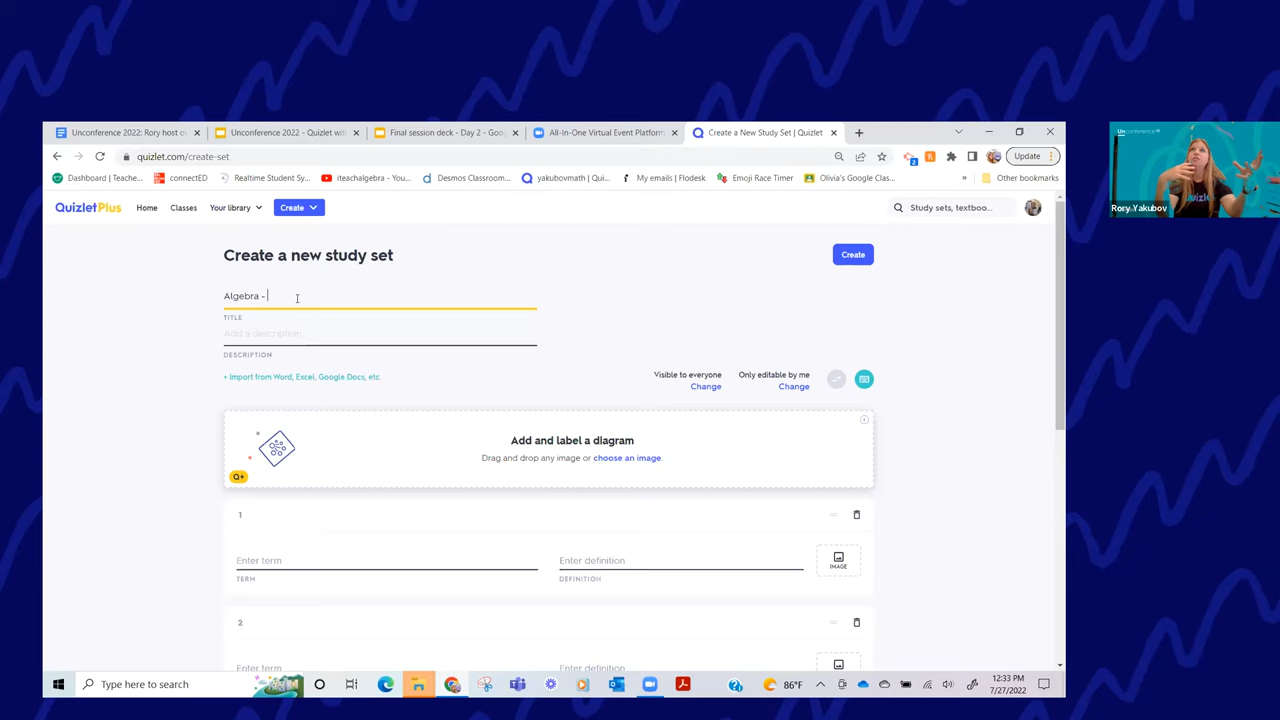 Unconference 2022: Rory host o
Unconference 2022 - Quizlet wit
Final session deck - Day 2 - Goo
All-In-One Virtual Event Platform
Create a New Study Set | Quizlet
quizlet.com/create-set
Update
Dashboard | Teache...
connectED
Realtime Student Sy...
iteachalgebra - You...
Desmos Classroom...
yakubovmath | Qui...
My emails | Flodesk
Emoji Race Timer
Olivia's Google Clas...
»
Other bookmarks
QuizletPlus
Home
Classes
Your library
Create
Study sets, textboo...
Create a new study set
Create
Algebra -
TITLE
Add a description...
DESCRIPTION
+ Import from Word, Excel, Google Docs, etc.
Visible to everyone
Change
Only editable by me
Change
Add and label a diagram
Drag and drop any image or choose an image.
Q+
1
Enter term
TERM
Enter definition
DEFINITION
IMAGE
2
Enter term
Enter definition
Type here to search
86°F
12:33 PM
7/27/2022
Unconference
Rory Yakubov